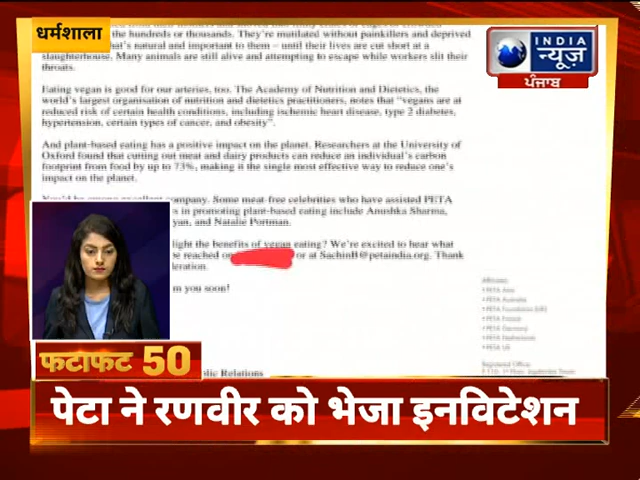 धर्मशाला
INDIA
न्यूज़
ਪੰਜਾਬ
the hundreds or thousands. They're mutilated without painkillers and deprived
at's natural and important to them – until their lives are cut short at a
slaughterhouse. Many animals are still alive and attempting to escape while workers slit their
throats.
Eating vegan is good for our arteries, too. The Academy of Nutrition and Dietetics, the
world's largest organisation of nutrition and dietetics practitioners, notes that "vegans are at
reduced risk of certain health conditions, including ischemic heart disease, type 2 diabetes,
hypertension, certain types of cancer, and obesity".
And plant-based eating has a positive impact on the planet. Researchers at the University of
Oxford found that cutting out meat and dairy products can reduce an individual's carbon
footprint from food by up to 73%, making it the single most effective way to reduce one's
impact on the planet.
company. Some meat-free celebrities who have assisted PETA
in promoting plant-based eating include Anushka Sharma,
yan, and Natalie Portman.
light the benefits of vegan eating? We're excited to hear what
be reached on or at SachinB@petaindia.org. Thank
deration.
m you soon!
Affiliates:
• PETA Asia
• PETA Australia
• PETA Foundation (UK)
• PETA France
• PETA Germany
• PETA Netherlands
• PETA US
Registered Office:
blic Relations
फटाफट 50
पेटा ने रणवीर को भेजा इनविटेशन